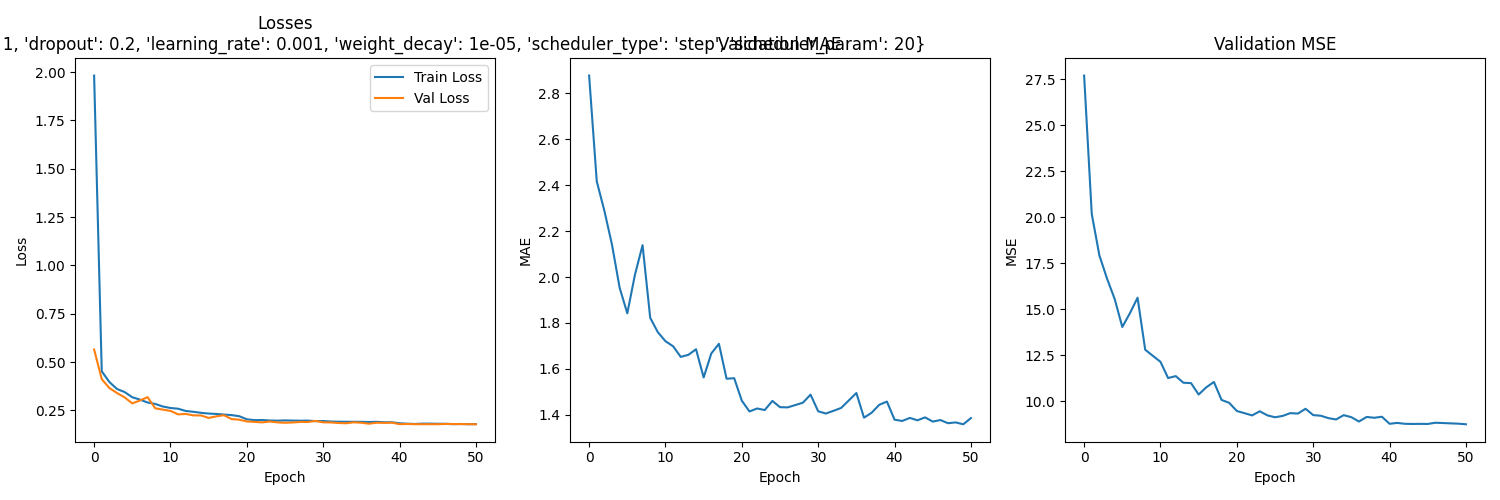 Losses
1, 'dropout': 0.2, 'learning_rate': 0.001, 'weight_decay': 1e-05, 'scheduler_type': 'step', 'scheduler_param': 20}
2.00
1.75
1.50
1.25
1.00
0.75
0.50
0.25
Loss
Train Loss
Val Loss
0 10 20 30 40 50
Epoch
Validation MAE
2.8
2.6
2.4
2.2
2.0
1.8
1.6
1.4
MAE
0 10 20 30 40 50
Epoch
Validation MSE
27.5
25.0
22.5
20.0
17.5
15.0
12.5
10.0
MSE
0 10 20 30 40 50
Epoch